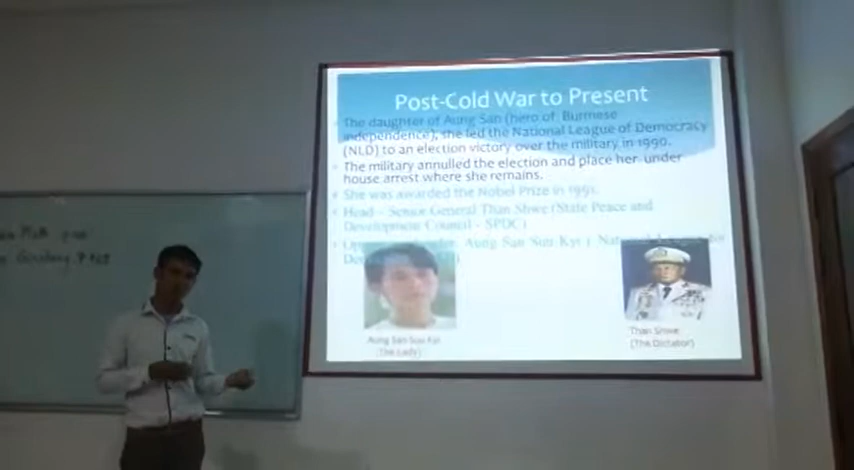 Post-Cold War to Present
The daughter of Aung San (hero of Burmese
independence), she led the National League of Democracy
(NLD) to an election victory over the military in 1990.
The military annulled the election and place her under
house arrest where she remains.
She was awarded the Nobel Prize in 1991.
Head - Senior General Than Shwe (State Peace and
Development Council - SPDC)
Aung San Suu Kyi
Aung San Suu Kyi
(The Lady)
Than Shwe
(The Dictator)